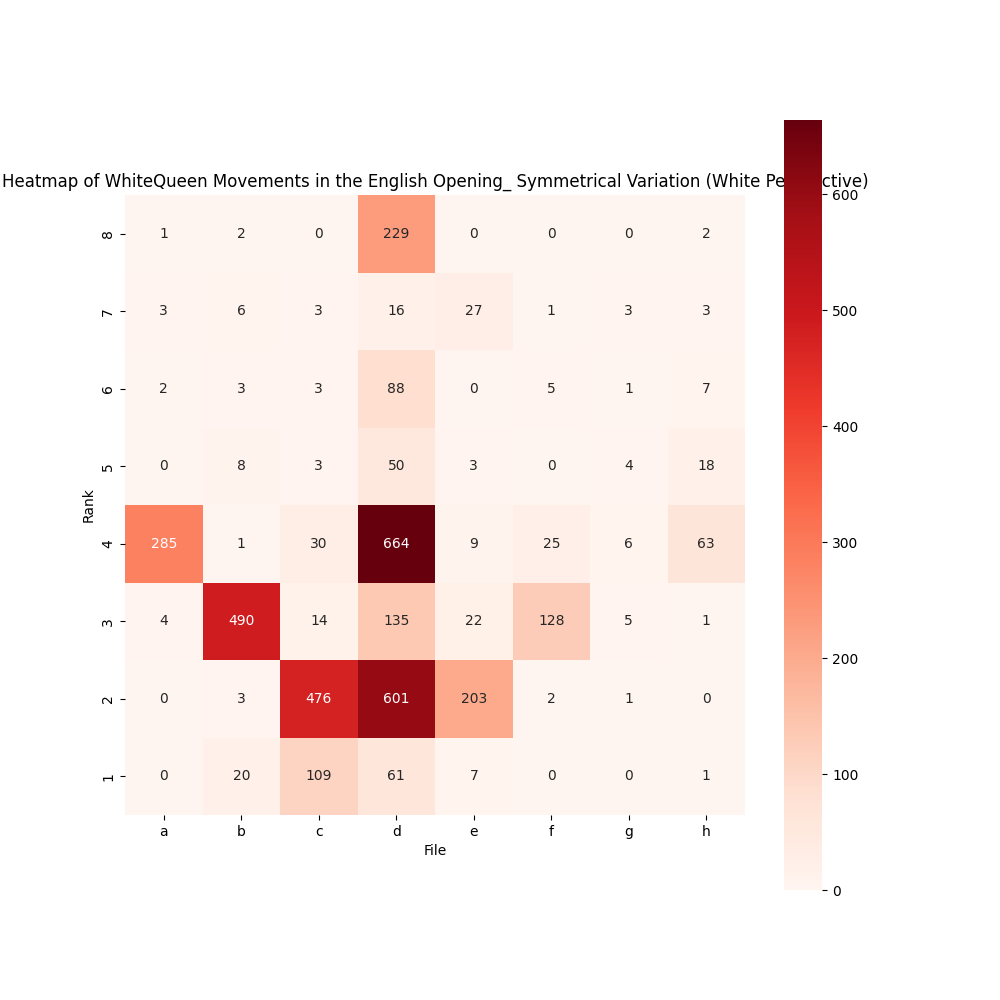 Heatmap of WhiteQueen Movements in the English Opening_ Symmetrical Variation (White Pe ctive)
8 1 2 0 229 0 0 0 2
7 3 6 3 16 27 1 3 3
6 2 3 3 88 0 5 1 7
5 0 8 3 50 3 0 4 18
4 285 1 30 664 9 25 6 63
3 4 490 14 135 22 128 5 1
2 0 3 476 601 203 2 1 0
1 0 20 109 61 7 0 0 1
a b c d e f g h
File
Rank
600
500
400
300
200
100
0